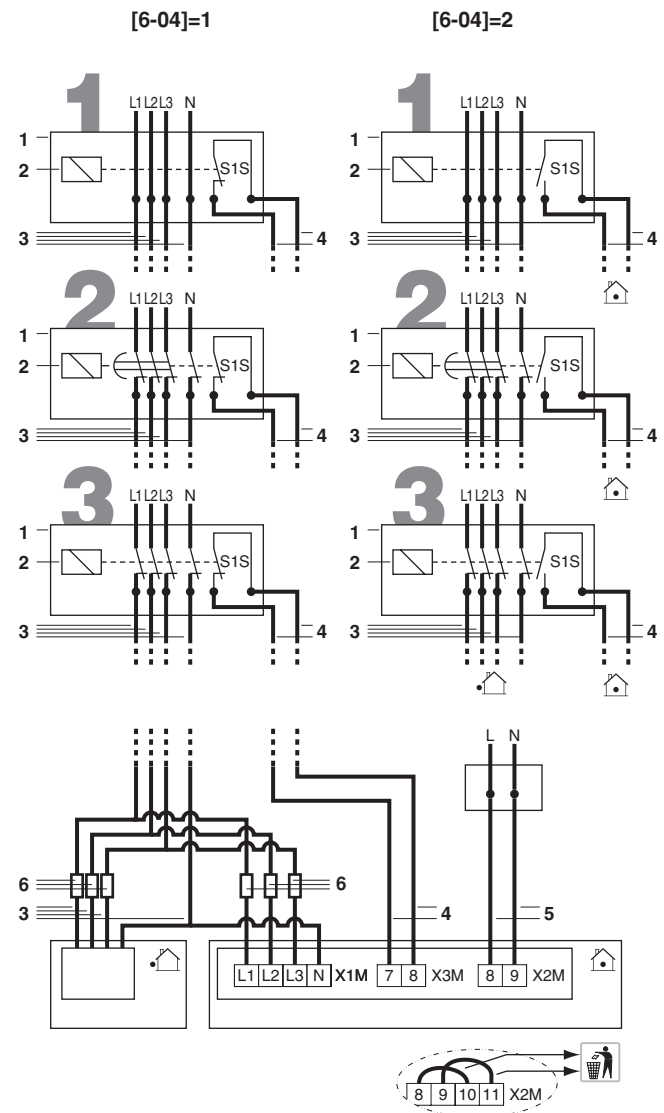 [6-04]=1 [6-04]=2
1 1
L1 L2 L3 N L1 L2 L3 N
1 1
2 S1S 2 S1S
3 4 3 4
2 2
L1 L2 L3 N L1 L2 L3 N
1 1
2 S1S 2 S1S
3 4 3 4
3 3
L1 L2 L3 N L1 L2 L3 N
1 1
2 S1S 2 S1S
3 4 3 4
L N
6 6
3 4 5
L1 L2 L3 N X1M 7 8 X3M 8 9 X2M
8 9 10 11 X2M